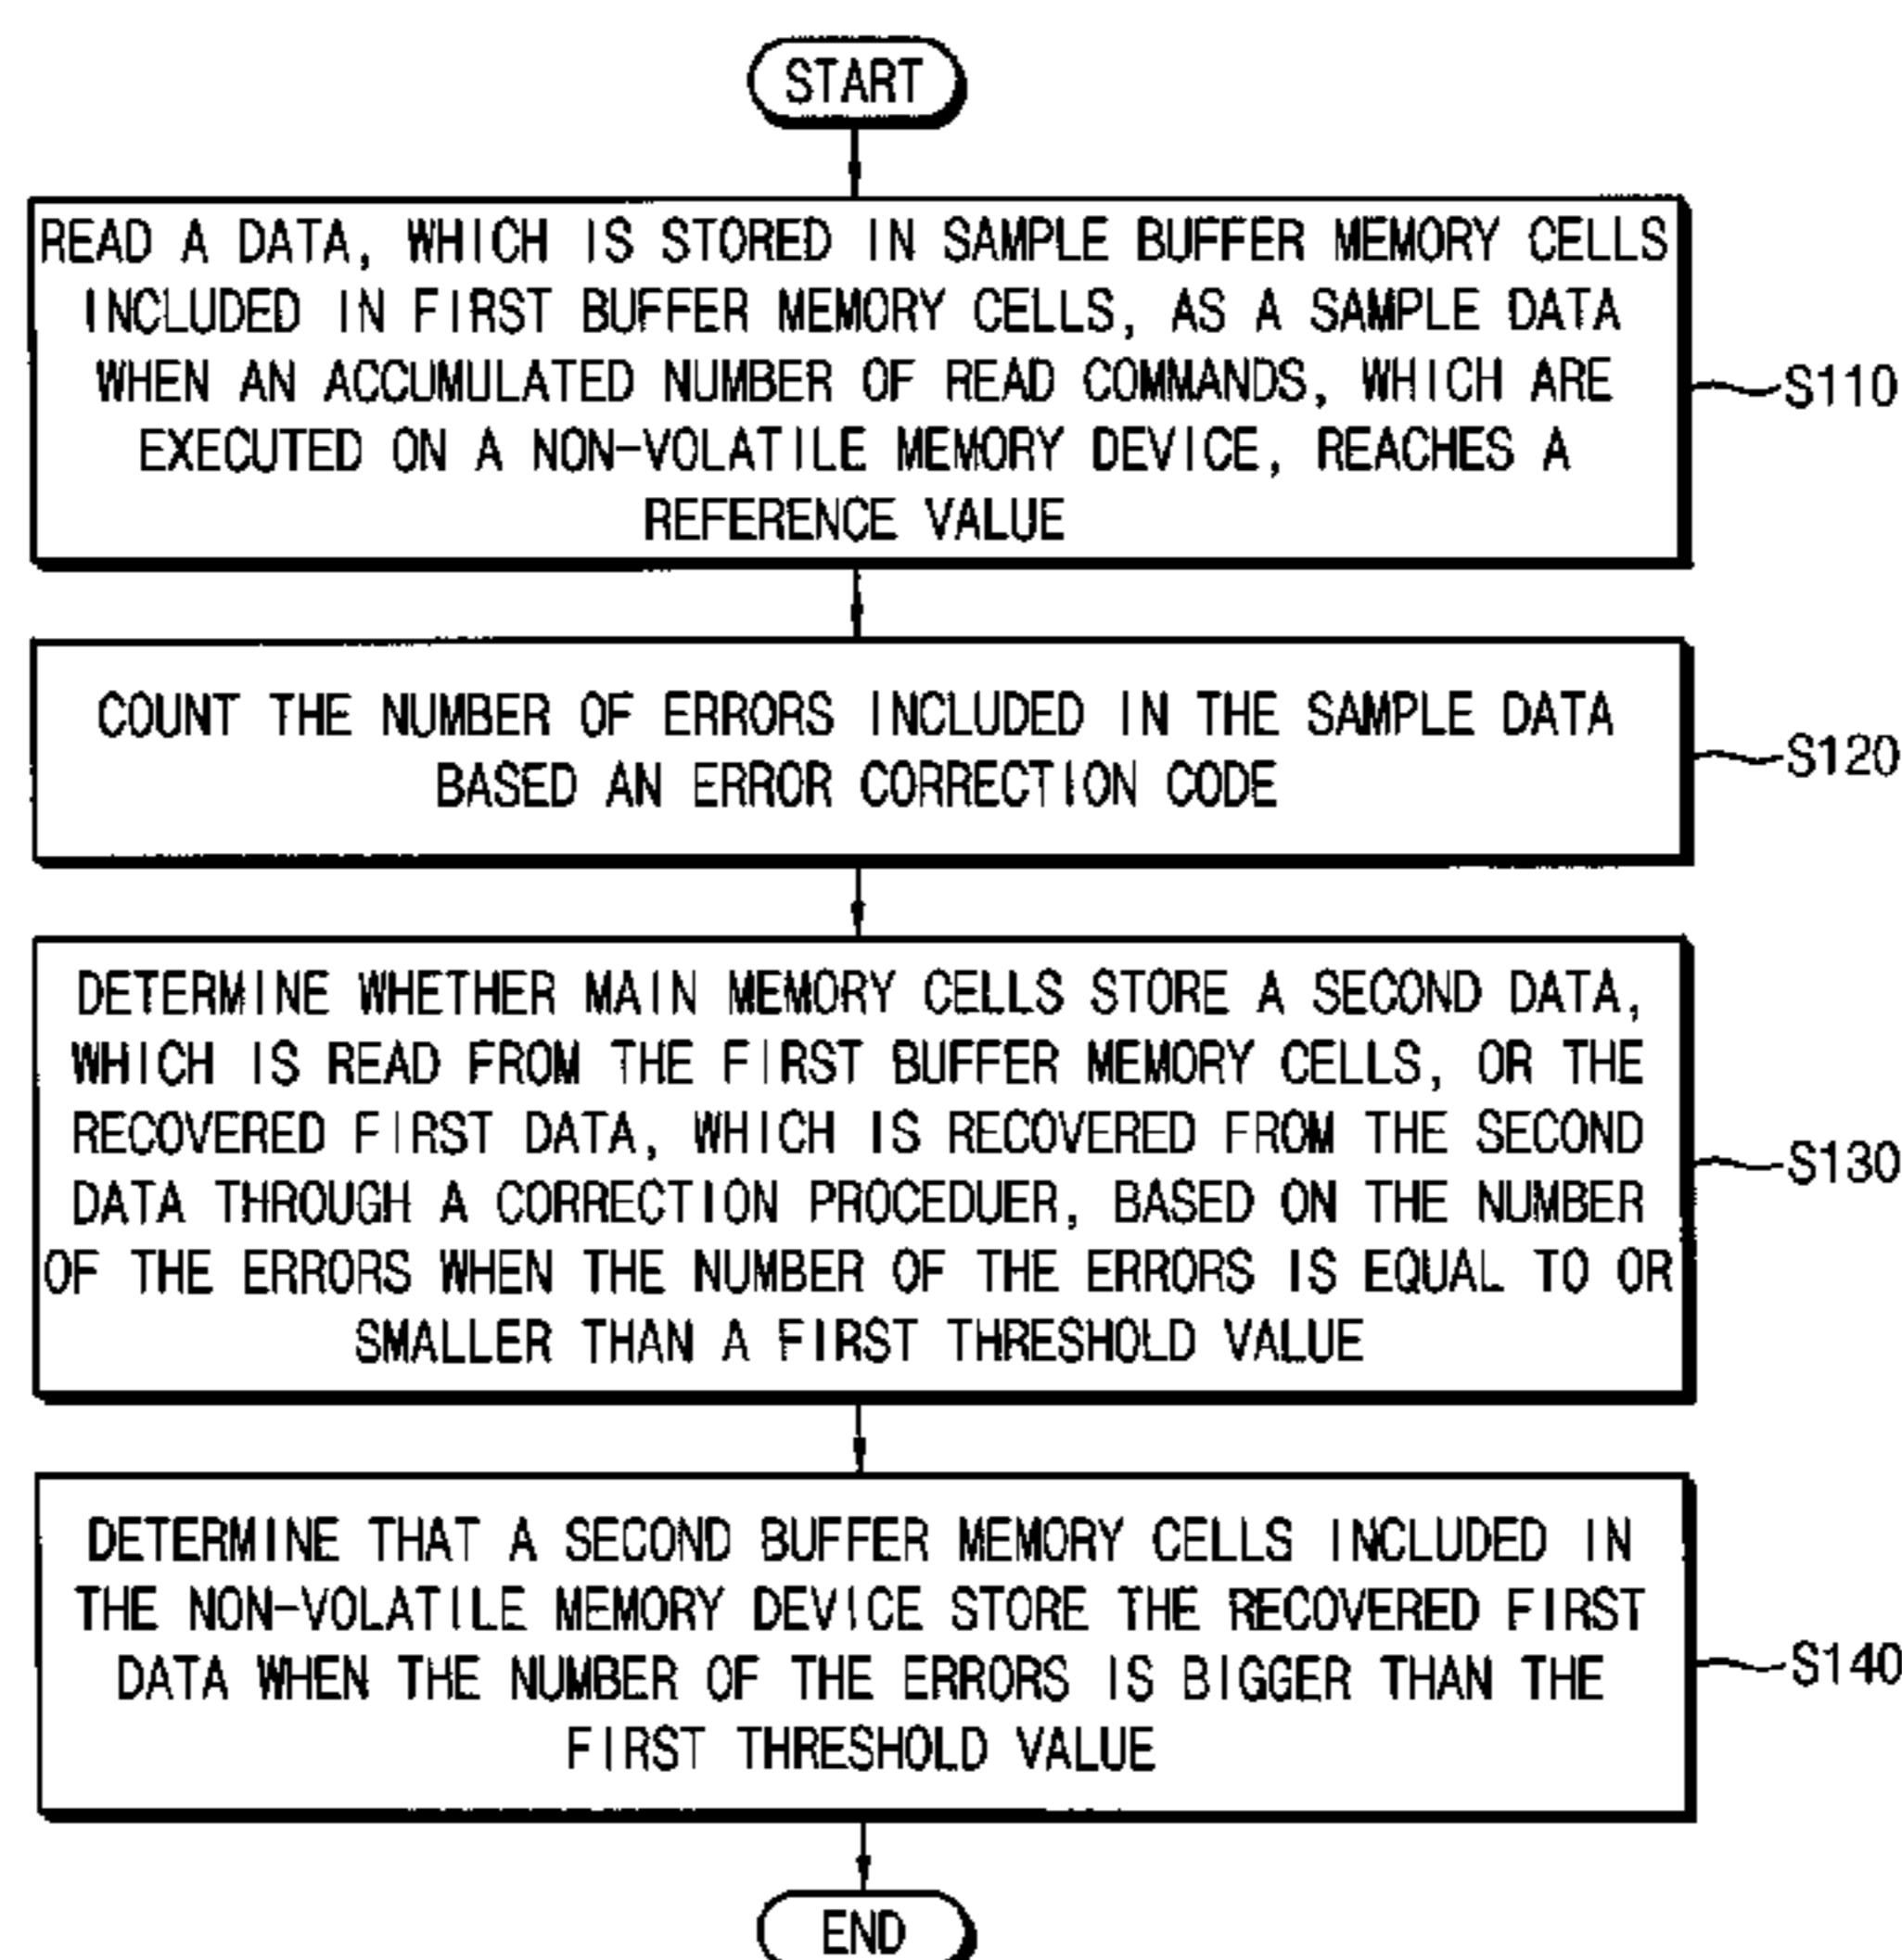 START
READ A DATA, WHICH IS STORED IN SAMPLE BUFFER MEMORY CELLS
INCLUDED IN FIRST BUFFER MEMORY CELLS, AS A SAMPLE DATA
WHEN AN ACCUMULATED NUMBER OF READ COMMANDS, WHICH ARE
EXECUTED ON A NON-VOLATILE MEMORY DEVICE, REACHES A
REFERENCE VALUE
S110
COUNT THE NUMBER OF ERRORS INCLUDED IN THE SAMPLE DATA
BASED AN ERROR CORRECTION CODE
S120
DETERMINE WHETHER MAIN MEMORY CELLS STORE A SECOND DATA,
WHICH IS READ FROM THE FIRST BUFFER MEMORY CELLS, OR THE
RECOVERED FIRST DATA, WHICH IS RECOVERED FROM THE SECOND
DATA THROUGH A CORRECTION PROCEDUER, BASED ON THE NUMBER
OF THE ERRORS WHEN THE NUMBER OF THE ERRORS IS EQUAL TO OR
SMALLER THAN A FIRST THRESHOLD VALUE
S130
DETERMINE THAT A SECOND BUFFER MEMORY CELLS INCLUDED IN
THE NON-VOLATILE MEMORY DEVICE STORE THE RECOVERED FIRST
DATA WHEN THE NUMBER OF THE ERRORS IS BIGGER THAN THE
FIRST THRESHOLD VALUE
S140
END